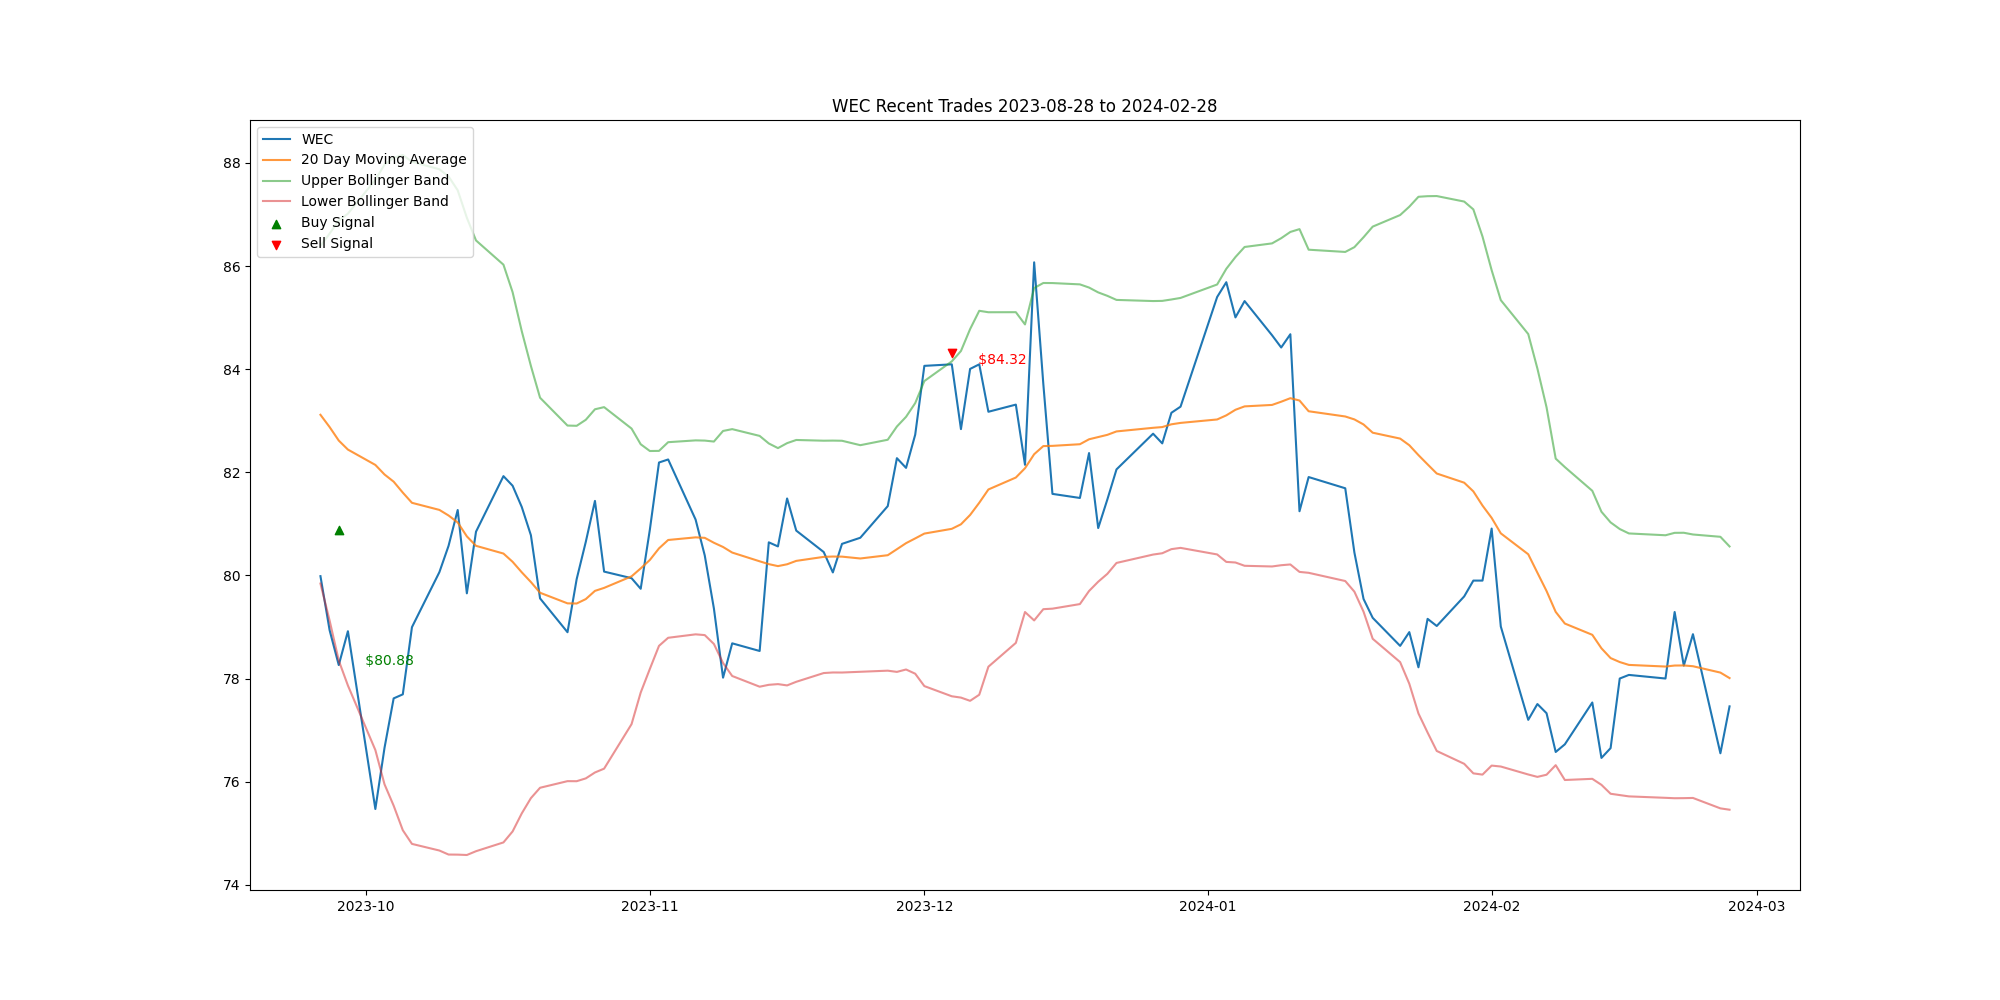 WEC Recent Trades 2023-08-28 to 2024-02-28
WEC
20 Day Moving Average
Upper Bollinger Band
Lower Bollinger Band
Buy Signal
Sell Signal
88
86
84
82
80
78
76
74
$84.32
$80.88
2023-10
2023-11
2023-12
2024-01
2024-02
2024-03